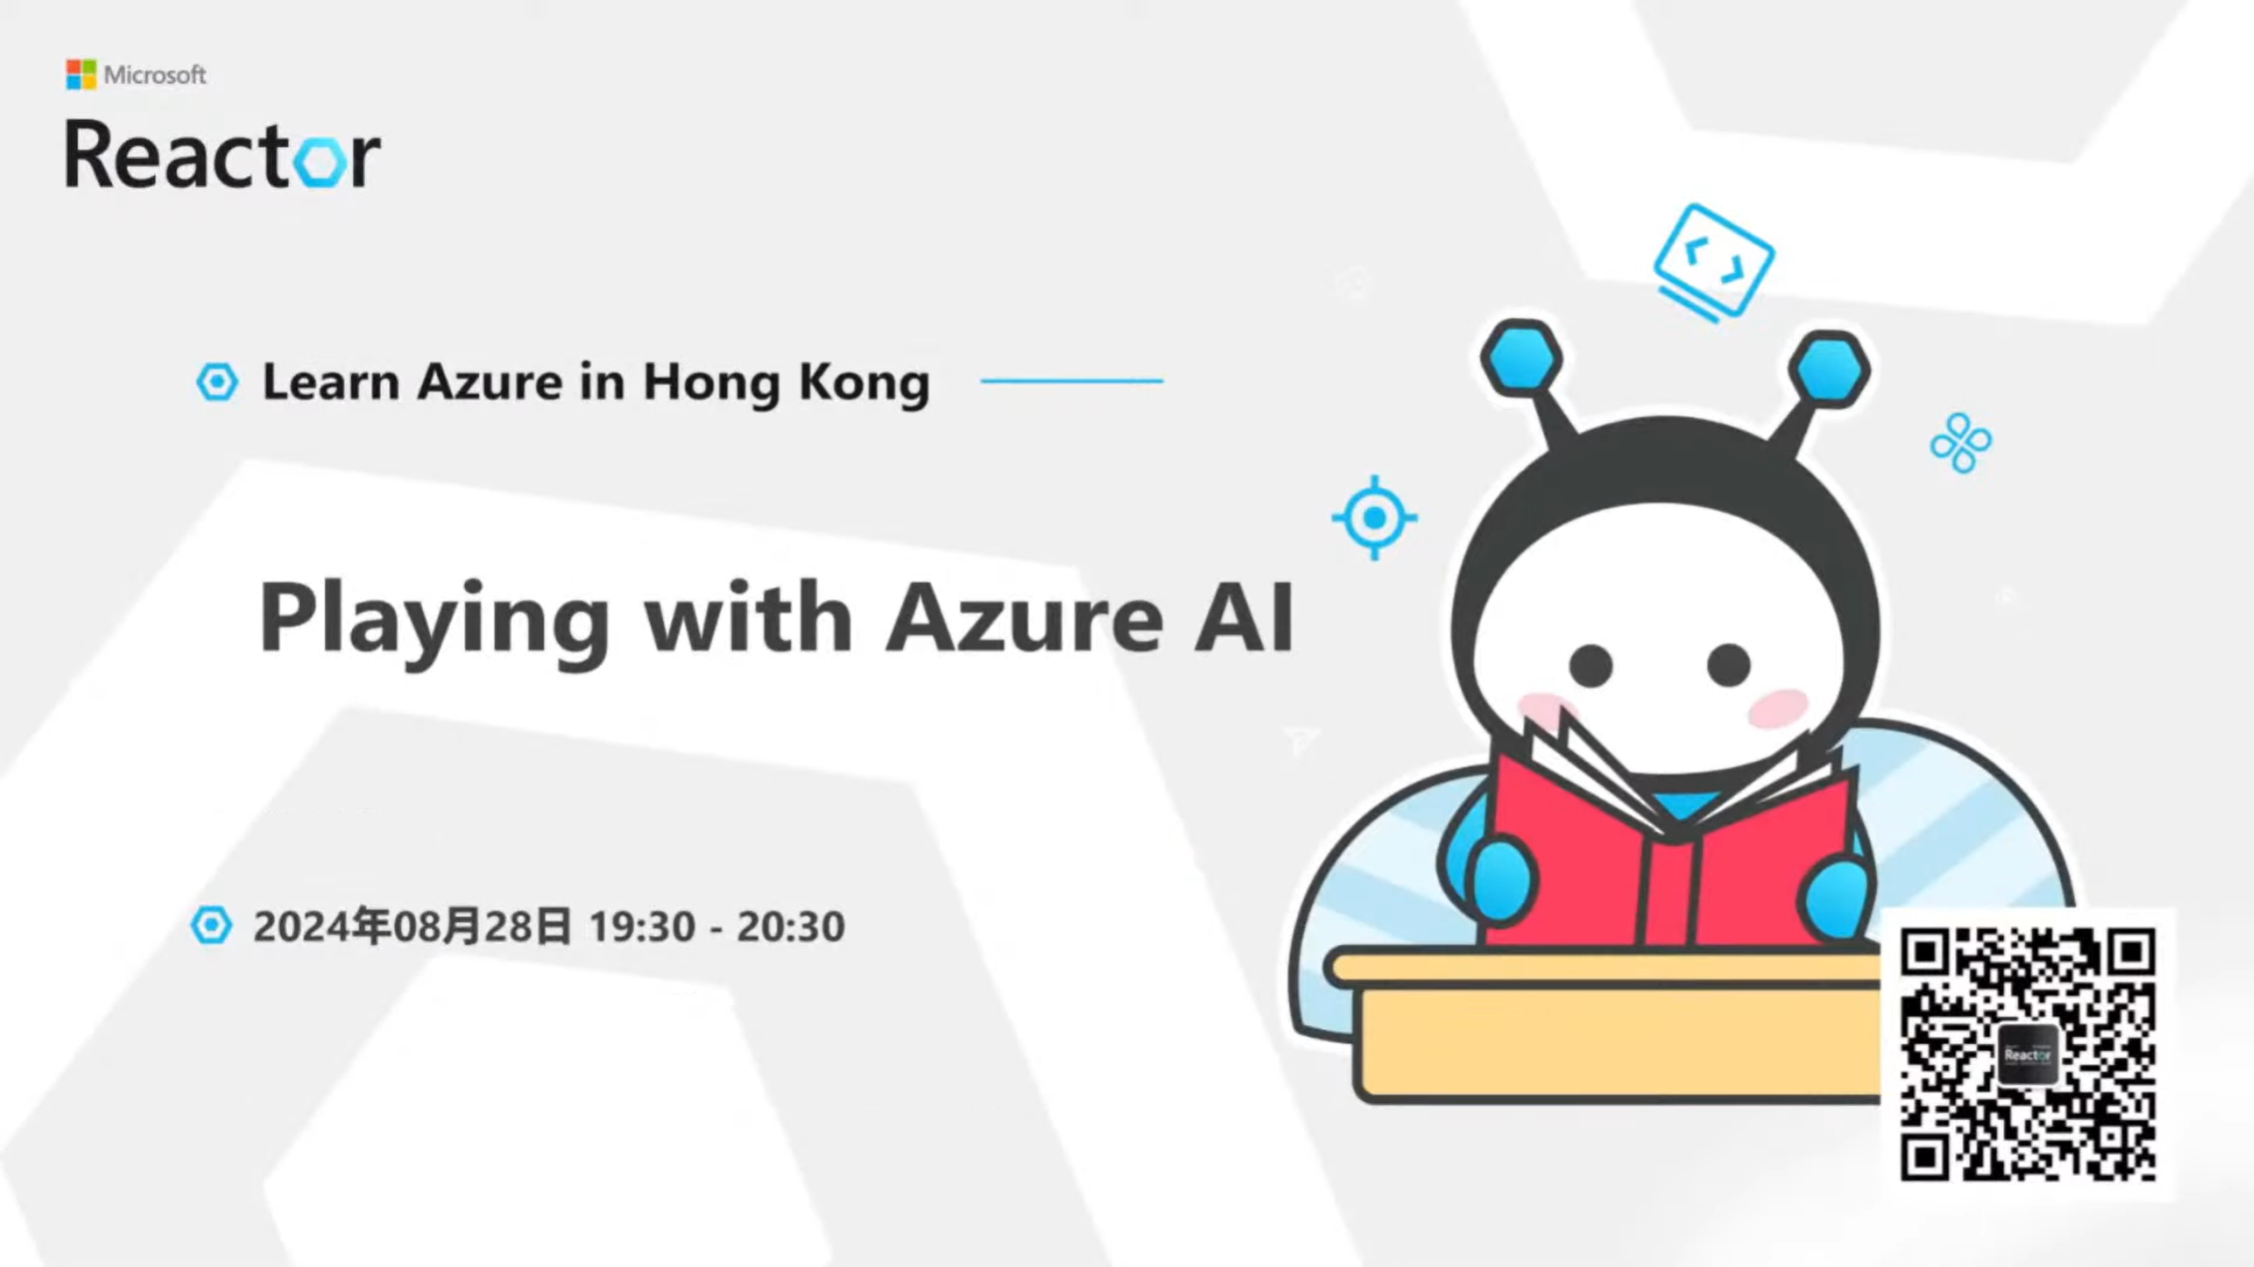 Microsoft
Reactor
Learn Azure in Hong Kong
Playing with Azure AI
2024年08月28日 19:30 - 20:30
Reactor